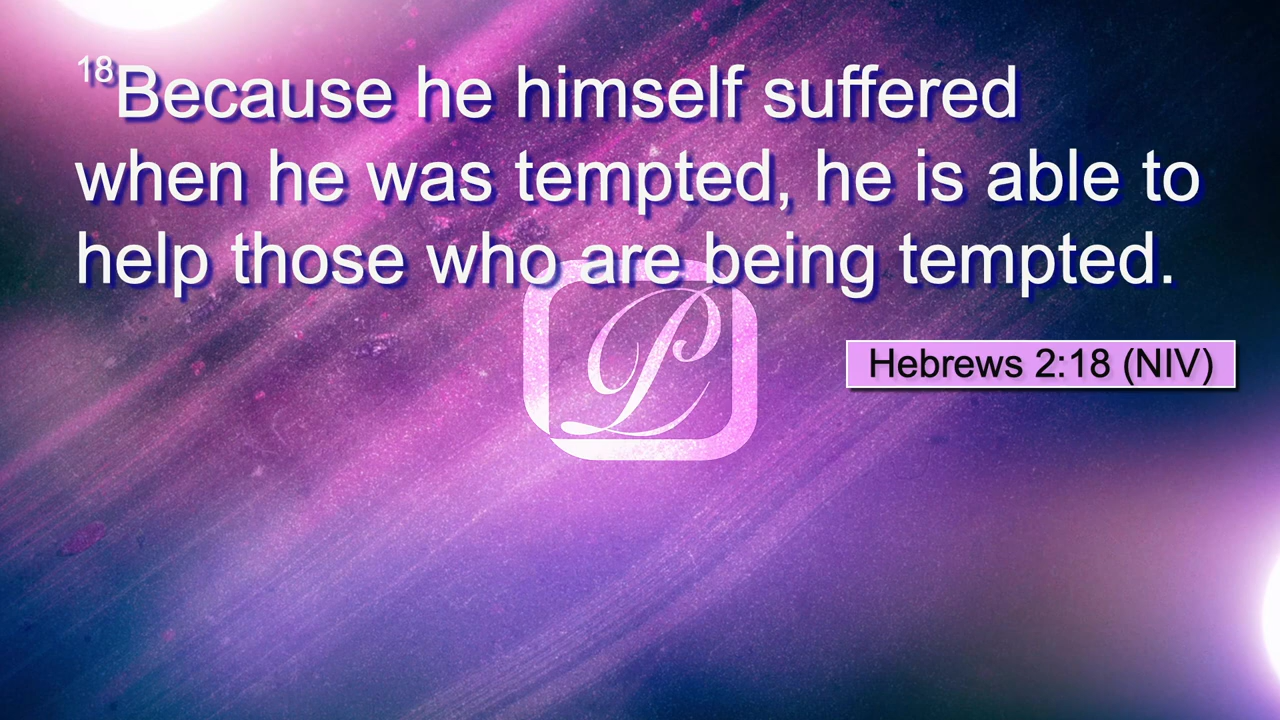 18Because he himself suffered
when he was tempted, he is able to
help those who are being tempted.
Hebrews 2:18 (NIV)